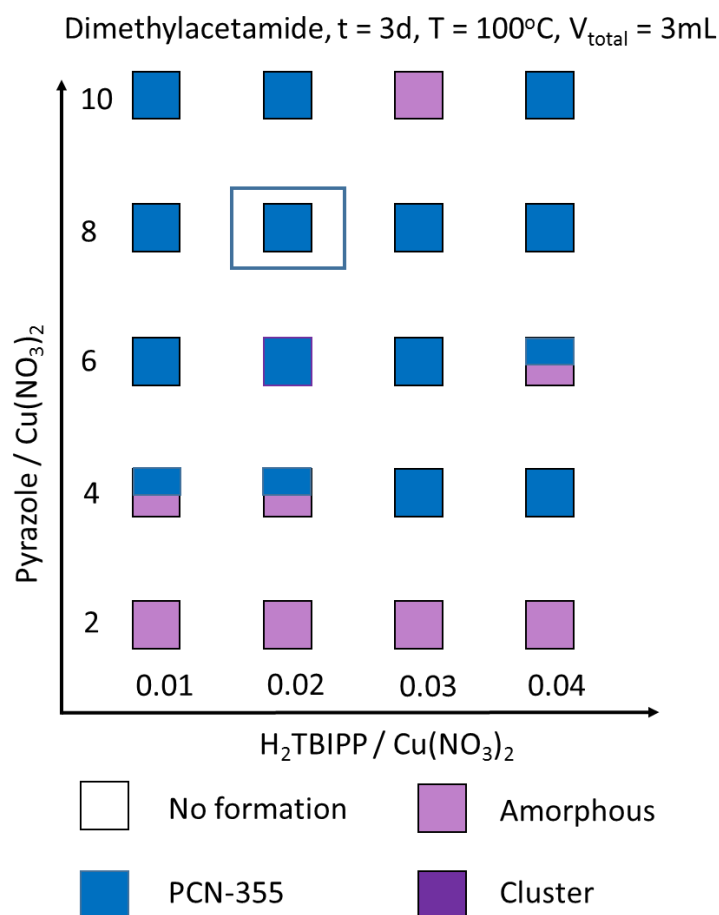 Dimethylacetamide, t = 3d, T = 100°C, V_total = 3mL
10
8
6
4
2
Pyrazole / Cu(NO₃)₂
0.01 0.02 0.03 0.04
H₂TBIPP / Cu(NO₃)₂
No formation Amorphous
PCN-355 Cluster